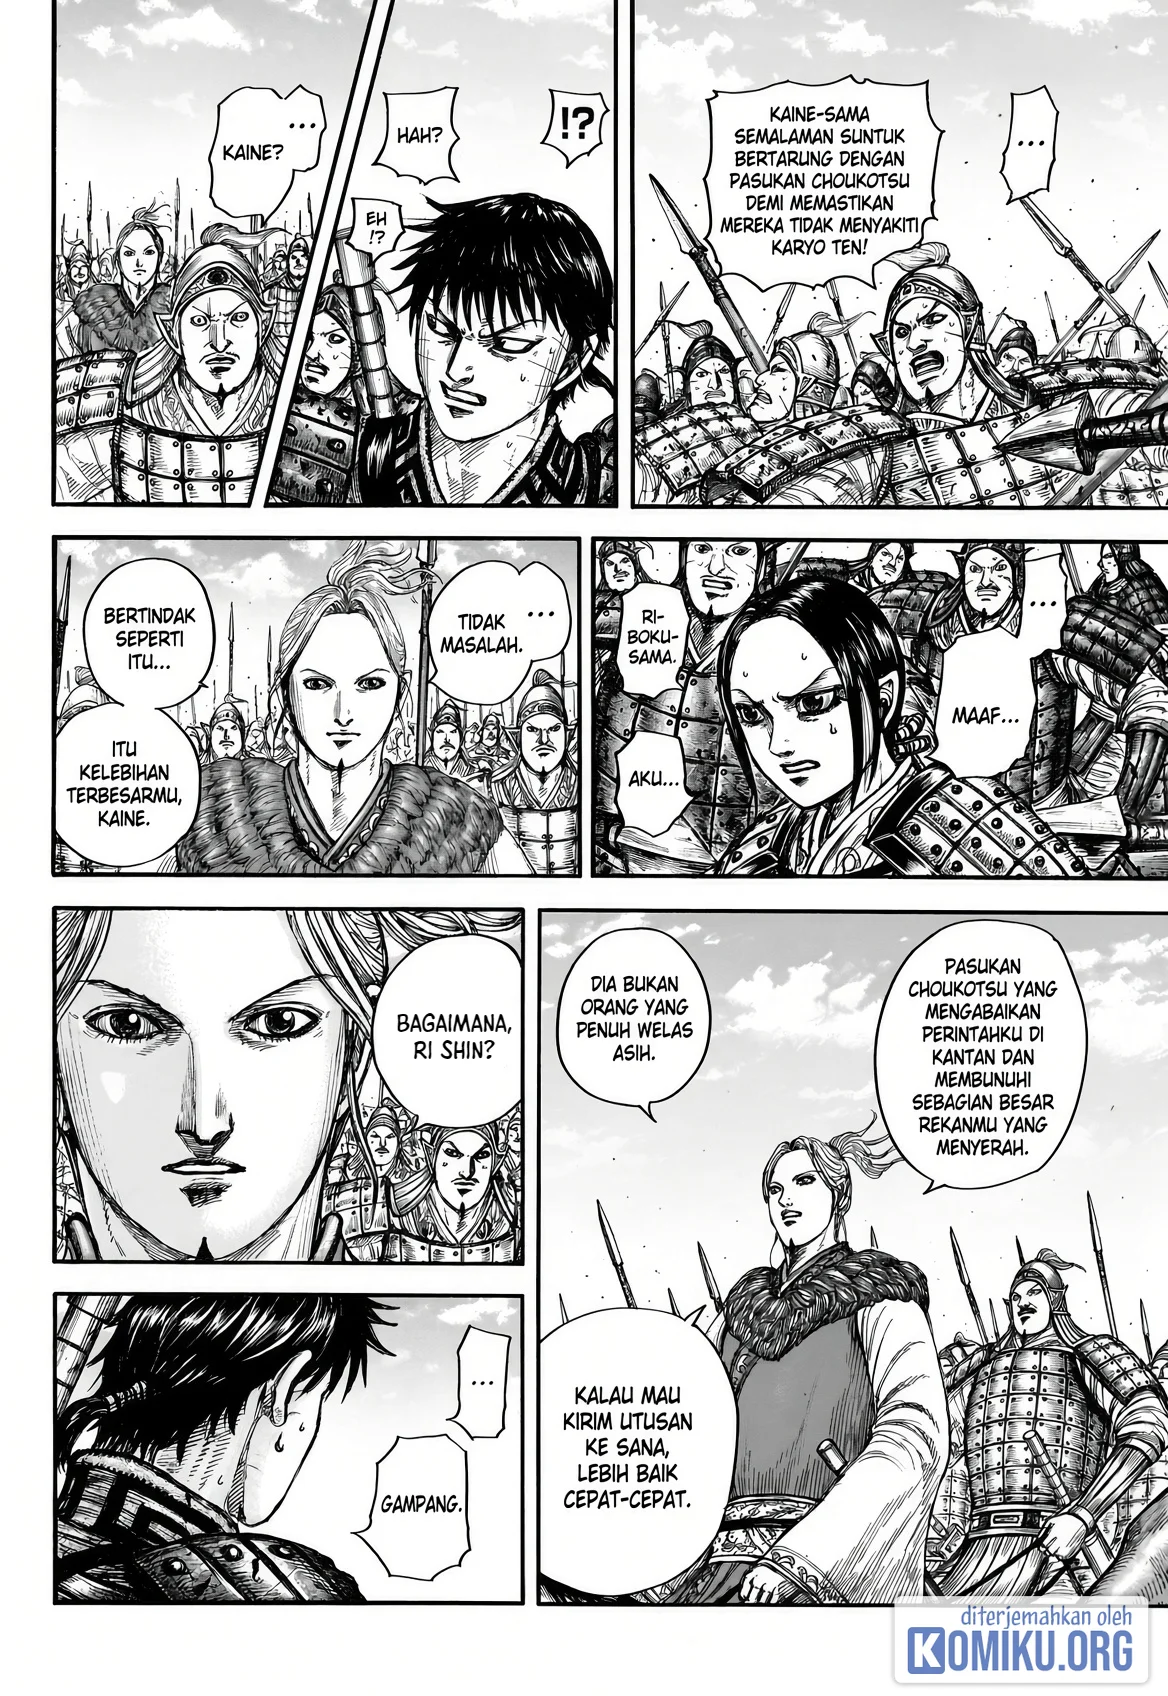 ...
KAINE-SAMA
SEMALAMAN SUNTUK
BERTARUNG DENGAN
PASUKAN CHOUKOTSU
DEMI MEMASTIKAN
MEREKA TIDAK MENYAKITI
KARYO TEN!
!?
HAH?
EH
!?
...
KAINE?
...
MAAF...
RI-
BOKU-
SAMA.
AKU...
...
TIDAK
MASALAH.
BERTINDAK
SEPERTI
ITU...
ITU
KELEBIHAN
TERBESARMU,
KAINE.
PASUKAN
CHOUKOTSU YANG
MENGABAIKAN
PERINTAHKU DI
KANTAN DAN
MEMBUNUHI
SEBAGIAN BESAR
REKANMU YANG
MENYERAH.
DIA BUKAN
ORANG YANG
PENUH WELAS
ASIH.
KALAU MAU
KIRIM UTUSAN
KE SANA,
LEBIH BAIK
CEPAT-CEPAT.
BAGAIMANA,
RI SHIN?
...
GAMPANG.
diterjemahkan oleh
KOMIKU.ORG